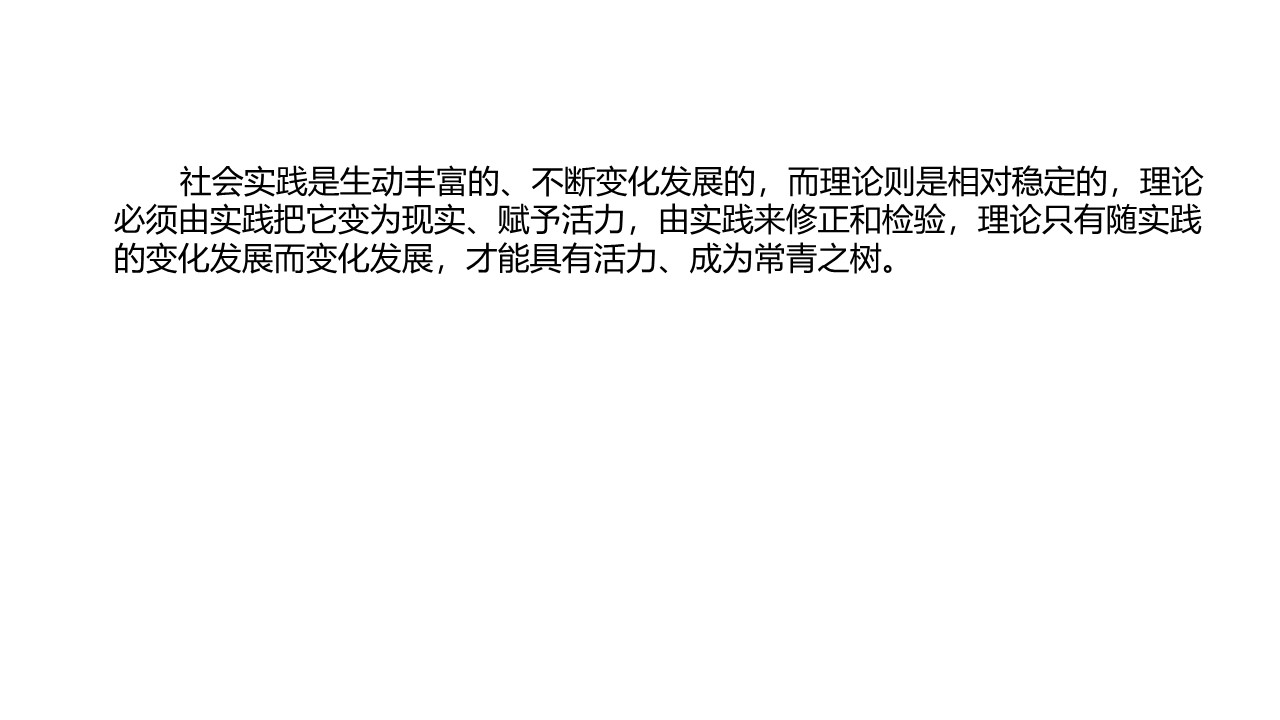 社会实践是生动丰富的、不断变化发展的，而理论则是相对稳定的，理论
必须由实践把它变为现实、赋予活力，由实践来修正和检验，理论只有随实践
的变化发展而变化发展，才能具有活力、成为常青之树。